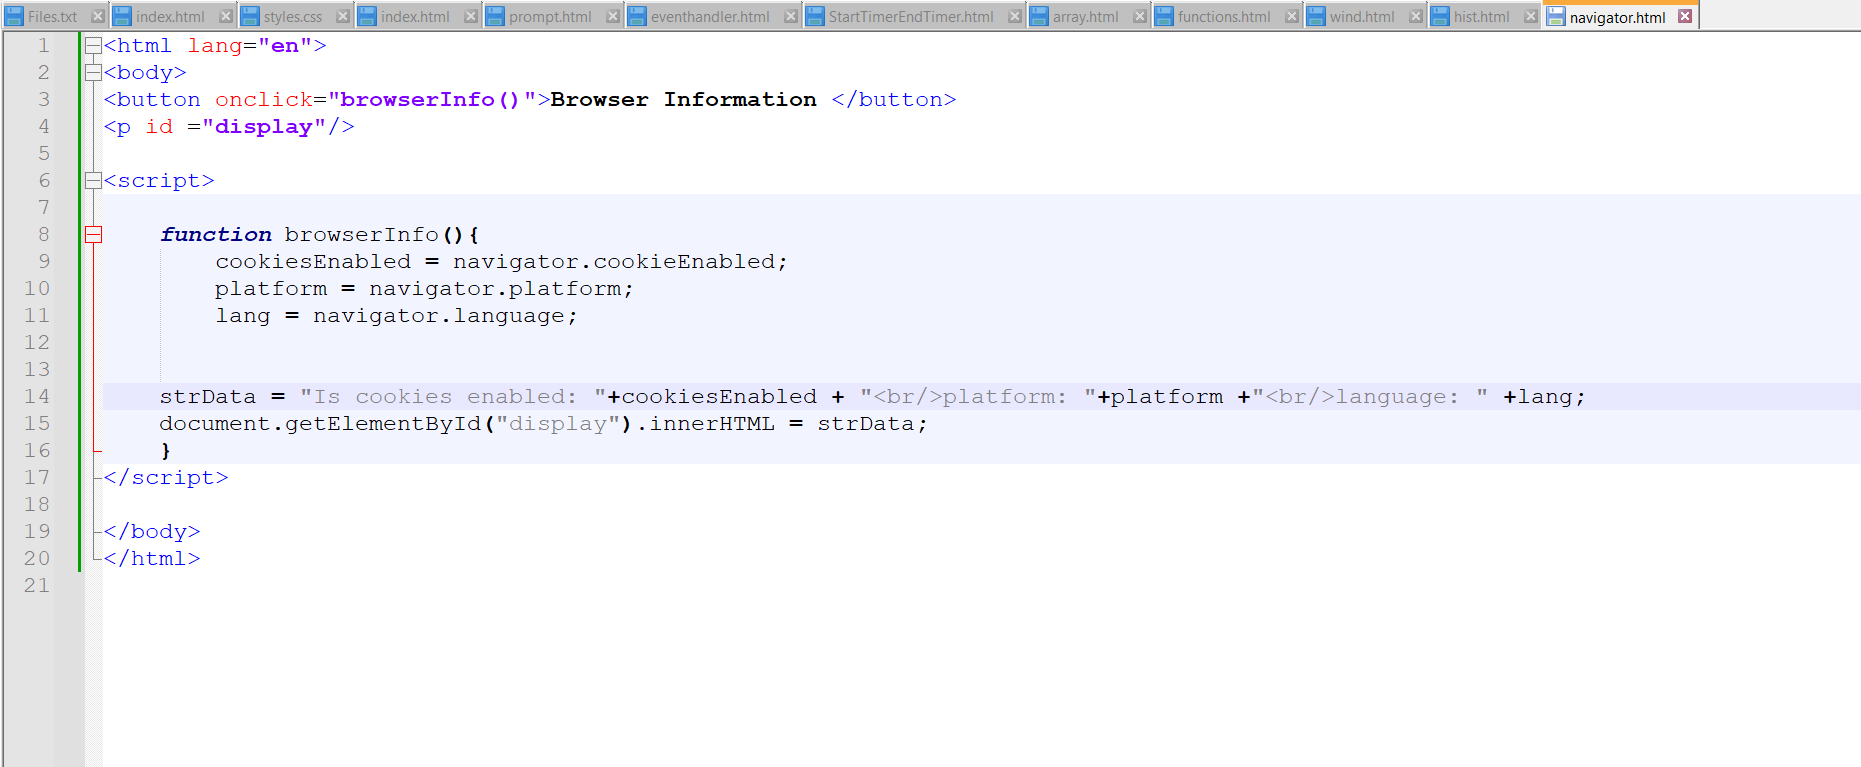 Files.txt index.html styles.css index.html prompt.html eventhandler.html StartTimerEndTimer.html array.html functions.html wind.html hist.html navigator.html
1 <html lang="en">
2 <body>
3 <button onclick="browserInfo()">Browser Information </button>
4 <p id ="display"/>
5
6 <script>
7
8 function browserInfo(){
9 cookiesEnabled = navigator.cookieEnabled;
10 platform = navigator.platform;
11 lang = navigator.language;
12
13
14 strData = "Is cookies enabled: "+cookiesEnabled + "<br/>platform: "+platform +"<br/>language: " +lang;
15 document.getElementById("display").innerHTML = strData;
16 }
17 </script>
18
19 </body>
20 </html>
21